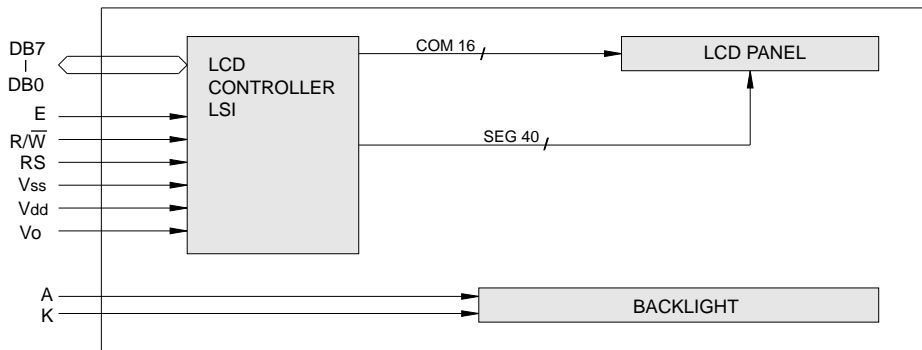 DB7
DB0
E
R/W̅
RS
Vss
Vdd
Vo
A
K
LCD
CONTROLLER
LSI
COM 16
SEG 40
LCD PANEL
BACKLIGHT